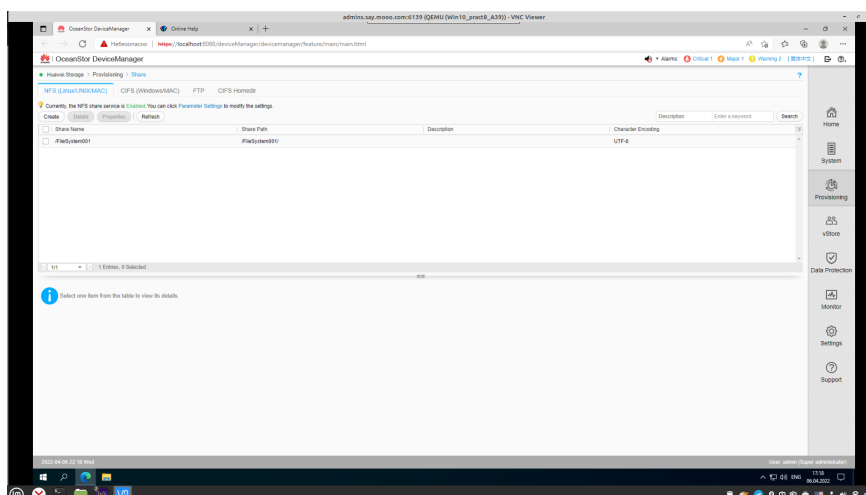 admins.say.mooo.com:6139 (QEMU (Win10_pract8_A39)) - VNC Viewer
OceanStor DeviceManager
Online Help
Небезопасно
https://localhost:8088/deviceManager/devicemanager/feature/main/main.html
OceanStor DeviceManager
Alarms: Critical 1 Major 1 Warning 2 | 简体中文
Huawei.Storage > Provisioning > Share
NFS (Linux/UNIX/MAC) CIFS (Windows/MAC) FTP CIFS Homedir
Currently, the NFS share service is Enabled. You can click Parameter Settings to modify the settings.
Create Delete Properties Refresh
Description Enter a keyword Search
Share Name Share Path Description Character Encoding
/FileSystem001 /FileSystem001/ UTF-8
1/1 1 Entries, 0 Selected
Select one item from the table to view its details.
Home
System
Provisioning
vStore
Data Protection
Monitor
Settings
Support
2022-04-06 22:18 Wed
User: admin (Super administrator)
ENG
17:18
06.04.2022